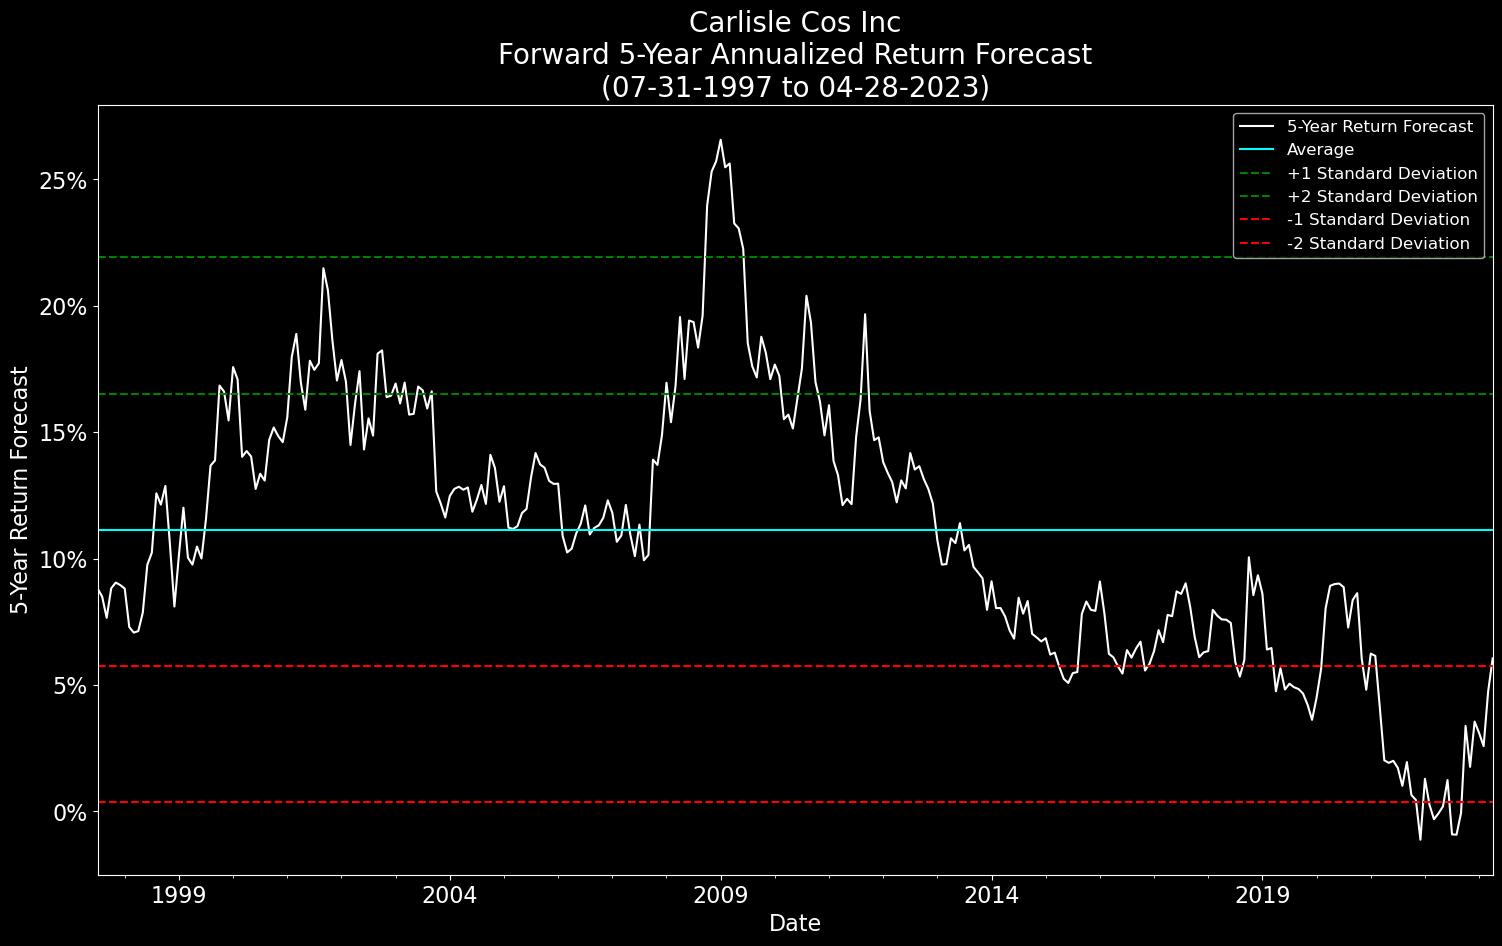 Carlisle Cos Inc
Forward 5-Year Annualized Return Forecast
(07-31-1997 to 04-28-2023)
5-Year Return Forecast
Average
+1 Standard Deviation
+2 Standard Deviation
-1 Standard Deviation
-2 Standard Deviation
5-Year Return Forecast
25%
20%
15%
10%
5%
0%
1999
2004
2009
2014
2019
Date